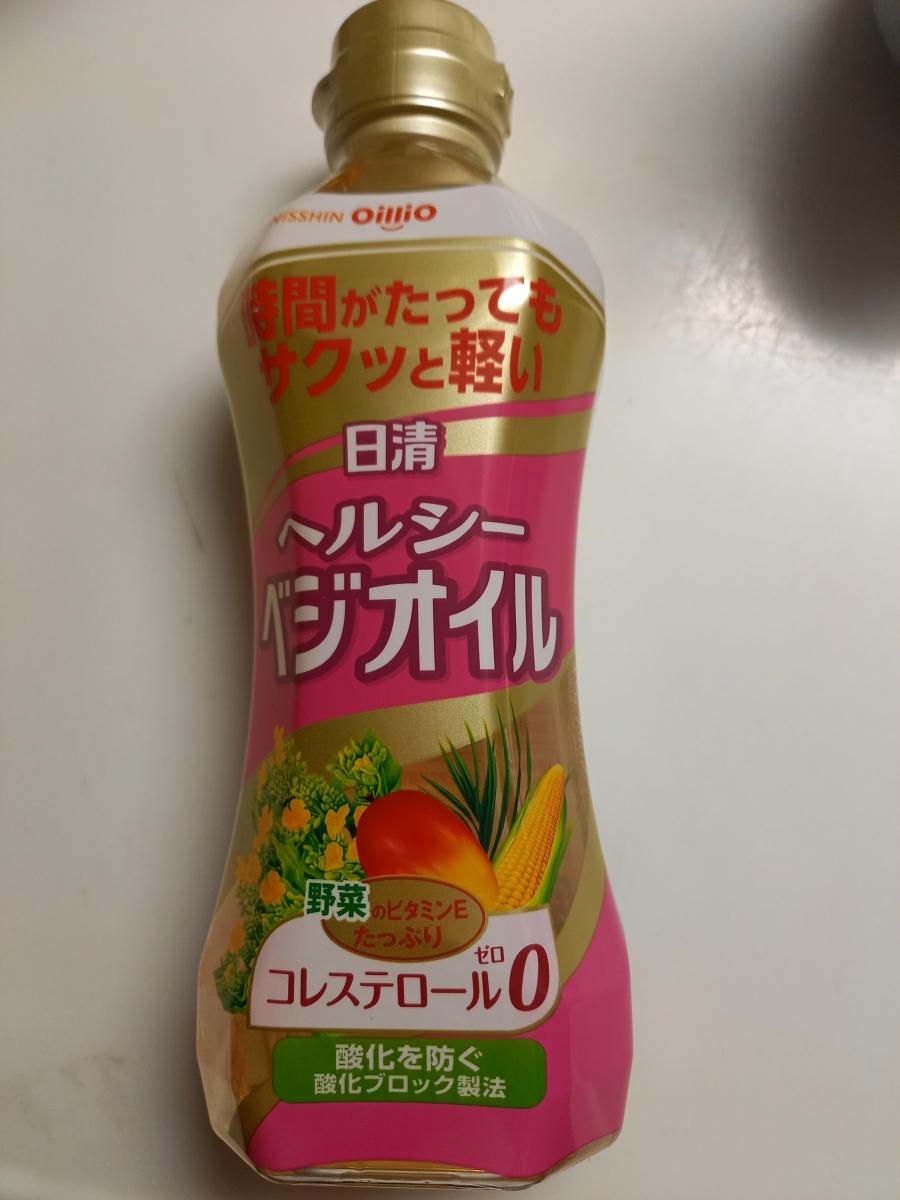 NISSHIN OilliO
時間がたっても
サクッと軽い
日清
ヘルシー
ベジオイル
野菜のビタミンE
たっぷり
ゼロ
コレステロール0
酸化を防ぐ
酸化ブロック製法